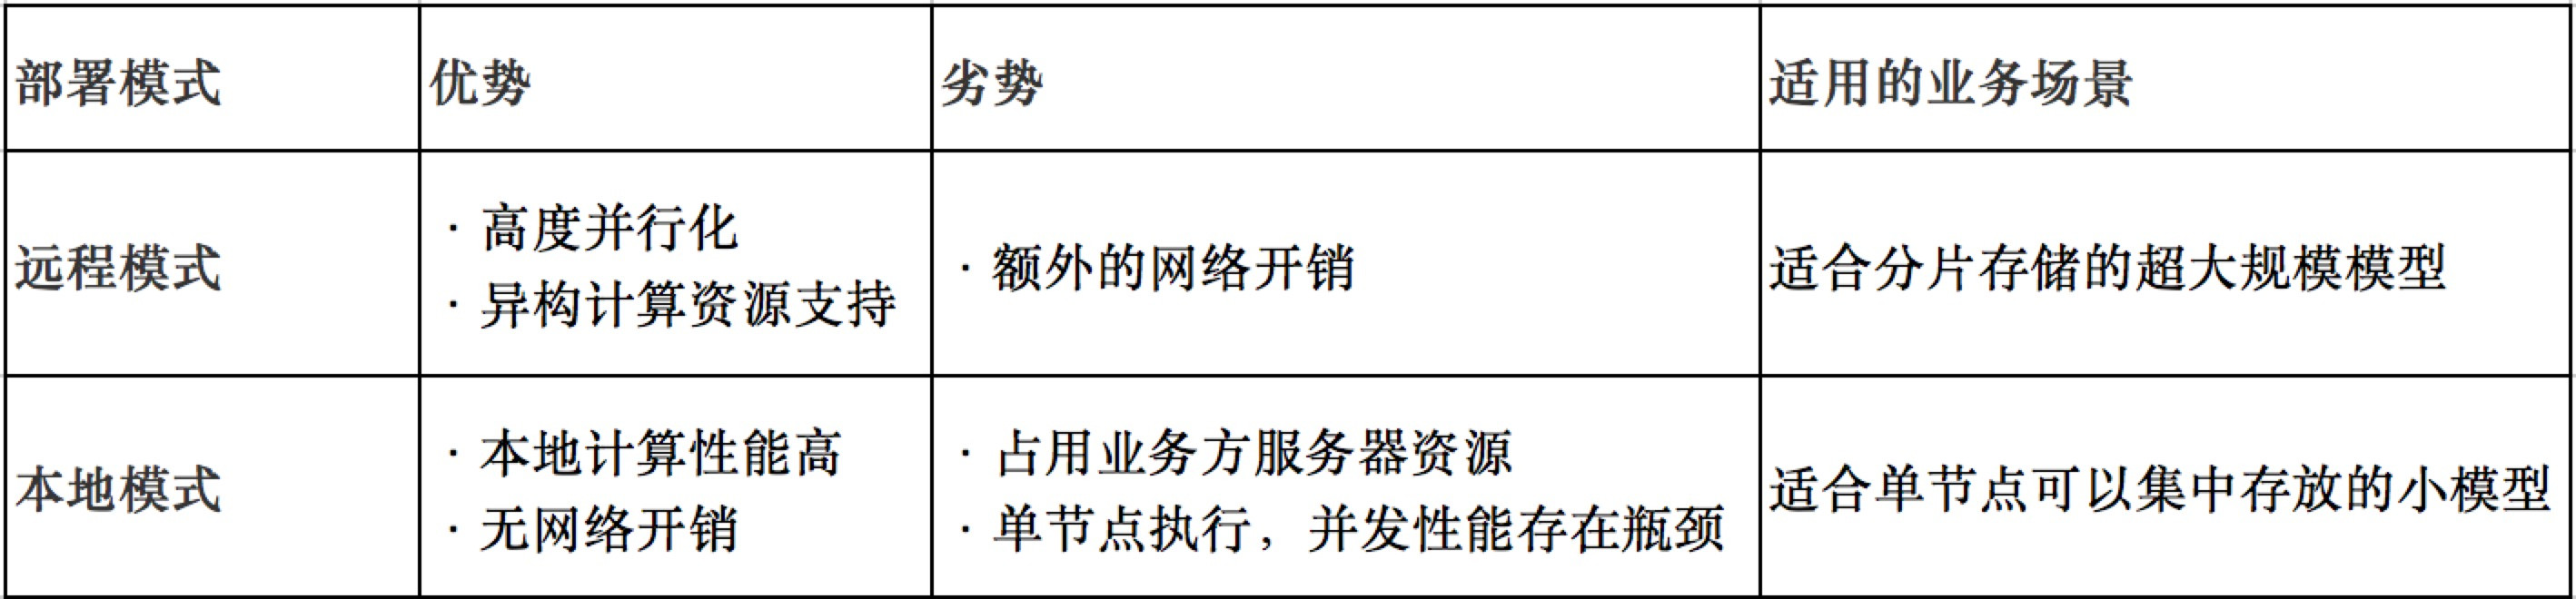 部署模式
优势
劣势
适用的业务场景
远程模式
· 高度并行化
· 异构计算资源支持
· 额外的网络开销
适合分片存储的超大规模模型
本地模式
· 本地计算性能高
· 无网络开销
· 占用业务方服务器资源
· 单节点执行，并发性能存在瓶颈
适合单节点可以集中存放的小模型